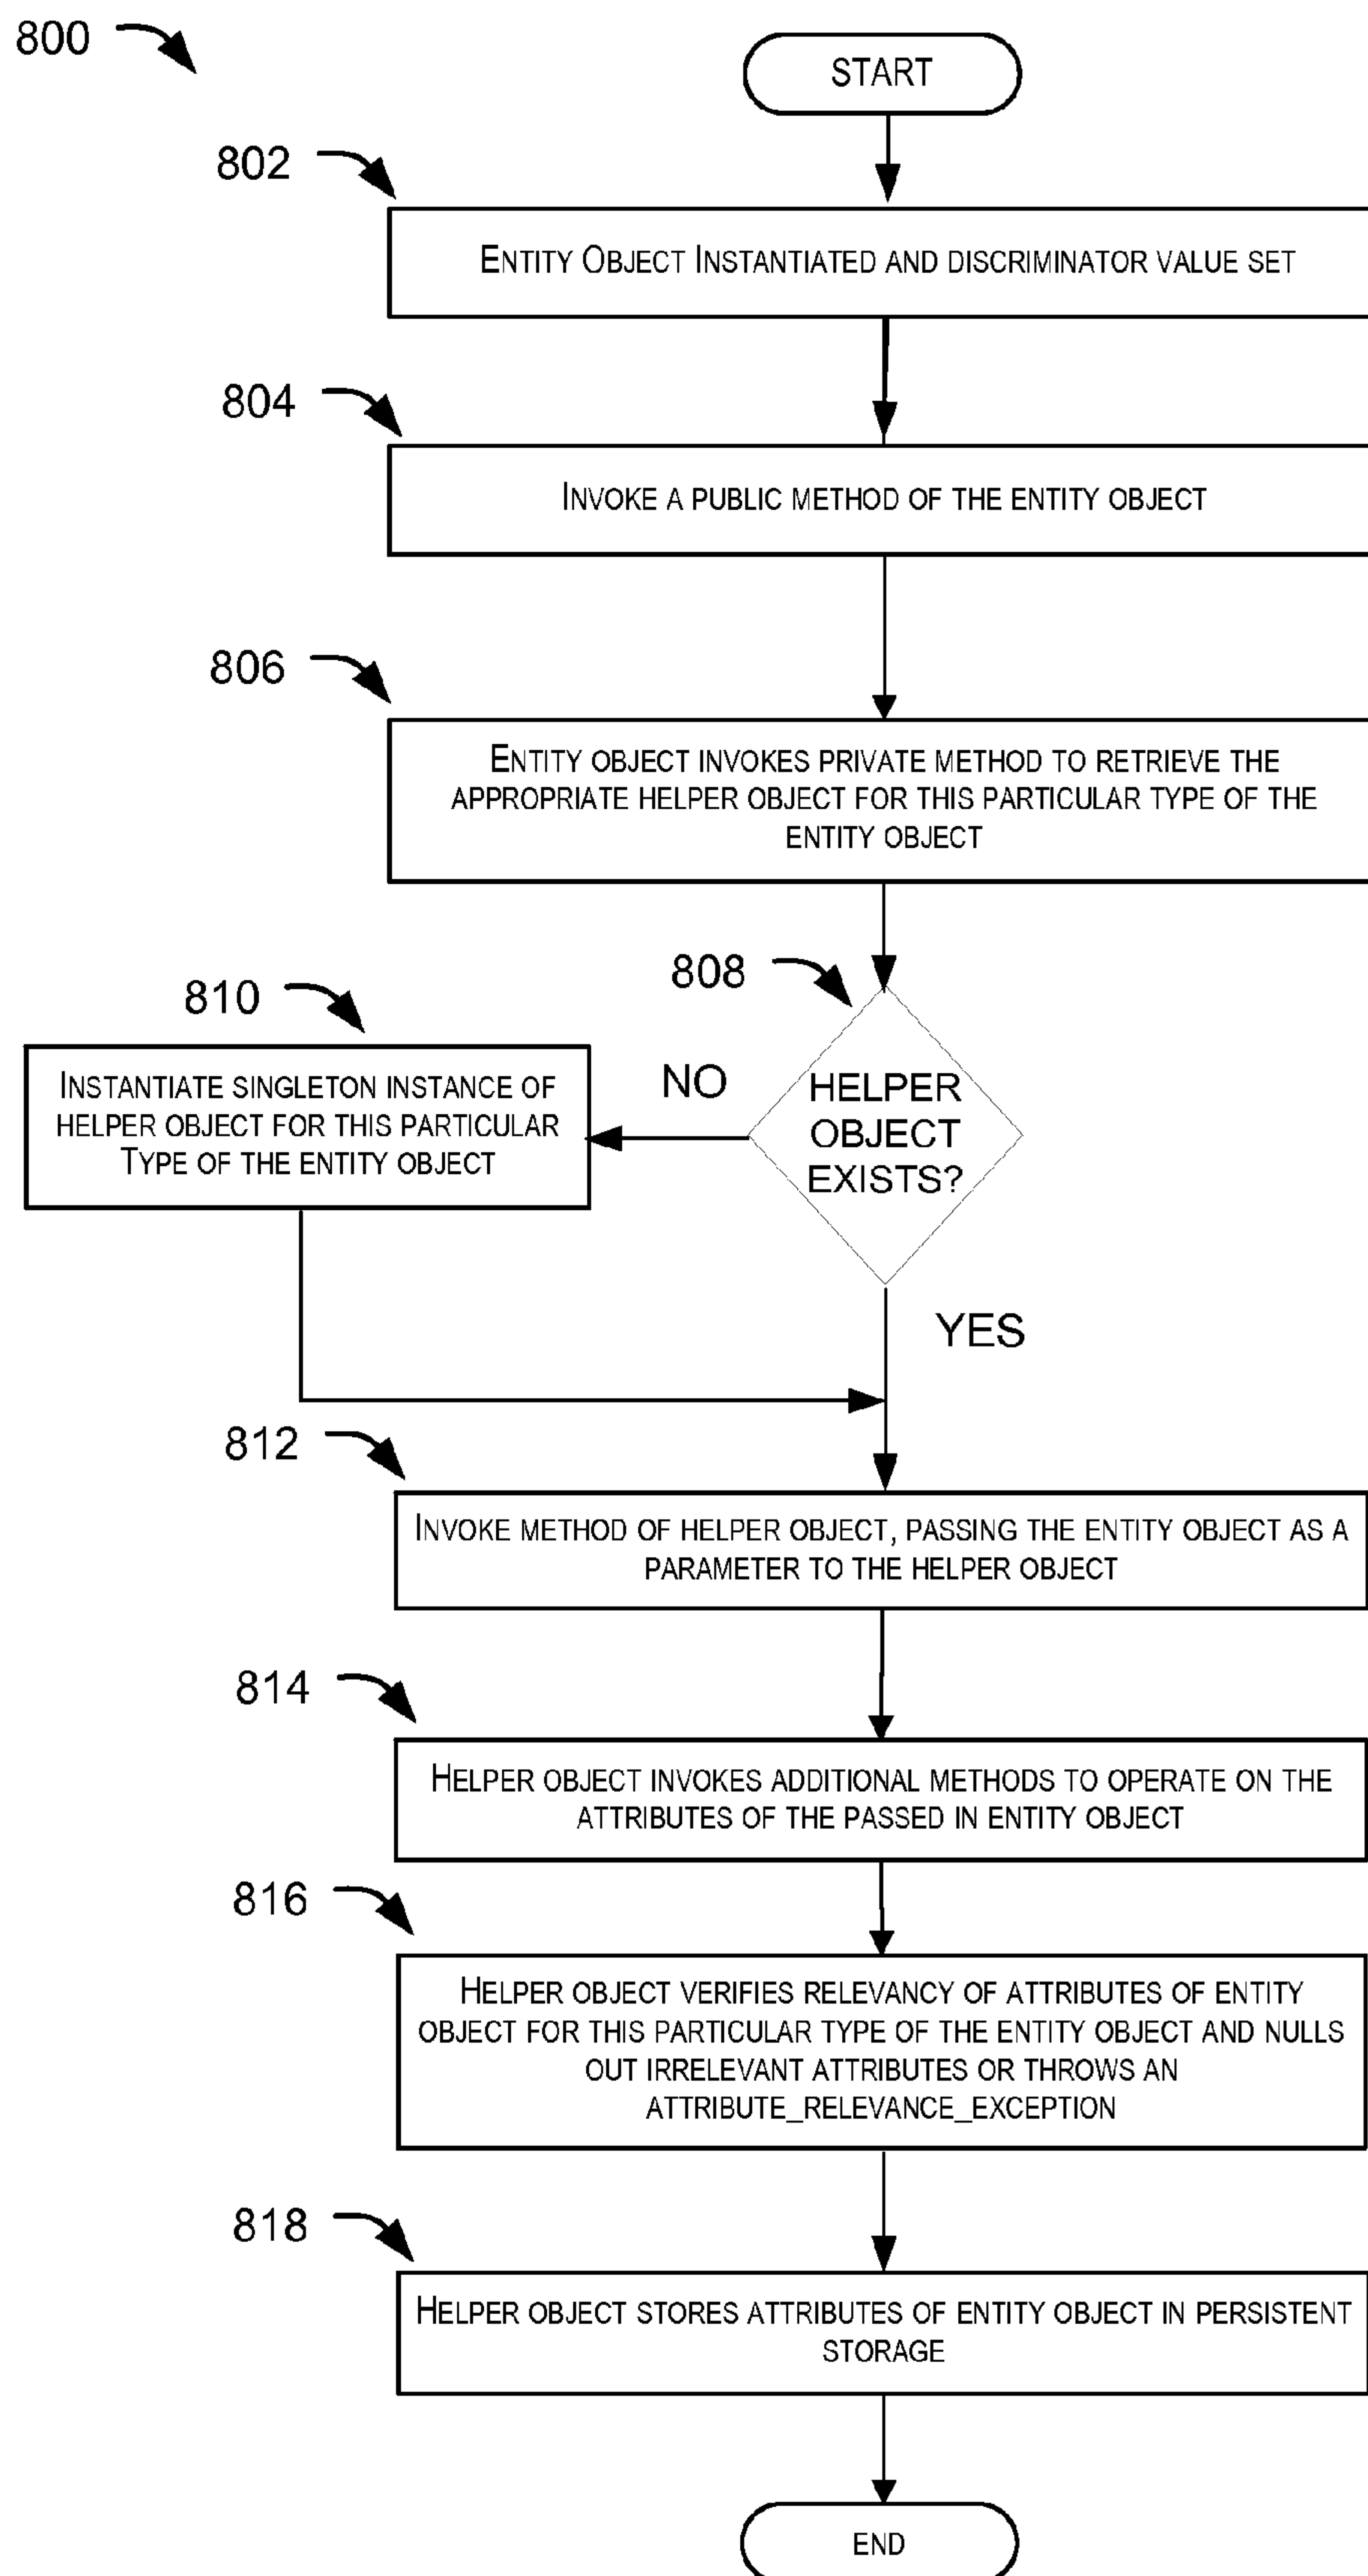 800
START
802
ENTITY OBJECT INSTANTIATED AND DISCRIMINATOR VALUE SET
804
INVOKE A PUBLIC METHOD OF THE ENTITY OBJECT
806
ENTITY OBJECT INVOKES PRIVATE METHOD TO RETRIEVE THE
APPROPRIATE HELPER OBJECT FOR THIS PARTICULAR TYPE OF THE
ENTITY OBJECT
808
HELPER
OBJECT
EXISTS?
NO
810
INSTANTIATE SINGLETON INSTANCE OF
HELPER OBJECT FOR THIS PARTICULAR
TYPE OF THE ENTITY OBJECT
YES
812
INVOKE METHOD OF HELPER OBJECT, PASSING THE ENTITY OBJECT AS A
PARAMETER TO THE HELPER OBJECT
814
HELPER OBJECT INVOKES ADDITIONAL METHODS TO OPERATE ON THE
ATTRIBUTES OF THE PASSED IN ENTITY OBJECT
816
HELPER OBJECT VERIFIES RELEVANCY OF ATTRIBUTES OF ENTITY
OBJECT FOR THIS PARTICULAR TYPE OF THE ENTITY OBJECT AND NULLS
OUT IRRELEVANT ATTRIBUTES OR THROWS AN
ATTRIBUTE_RELEVANCE_EXCEPTION
818
HELPER OBJECT STORES ATTRIBUTES OF ENTITY OBJECT IN PERSISTENT
STORAGE
END